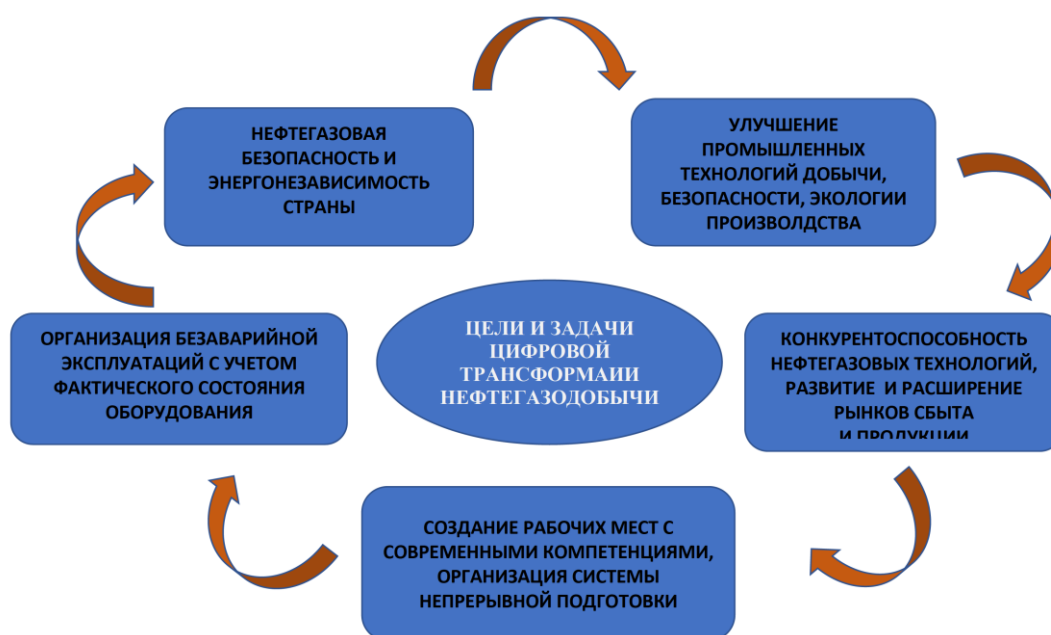 НЕФТЕГАЗОВАЯ
БЕЗОПАСНОСТЬ И
ЭНЕРГОНЕЗАВИСИМОСТЬ
СТРАНЫ
УЛУЧШЕНИЕ
ПРОМЫШЛЕННЫХ
ТЕХНОЛОГИЙ ДОБЫЧИ,
БЕЗОПАСНОСТИ, ЭКОЛОГИИ
ПРОИЗВОЛДСТВА
ОРГАНИЗАЦИЯ БЕЗАВАРИЙНОЙ
ЭКСПЛУАТАЦИЙ С УЧЕТОМ
ФАКТИЧЕСКОГО СОСТОЯНИЯ
ОБОРУДОВАНИЯ
ЦЕЛИ И ЗАДАЧИ
ЦИФРОВОЙ
ТРАНСФОРМАИИ
НЕФТЕГАЗОДОБЫЧИ
КОНКУРЕНТОСПОСОБНОСТЬ
НЕФТЕГАЗОВЫХ ТЕХНОЛОГИЙ,
РАЗВИТИЕ И РАСШИРЕНИЕ
РЫНКОВ СБЫТА
И ПРОДУКЦИИ
СОЗДАНИЕ РАБОЧИХ МЕСТ С
СОВРЕМЕННЫМИ КОМПЕТЕНЦИЯМИ,
ОРГАНИЗАЦИЯ СИСТЕМЫ
НЕПРЕРЫВНОЙ ПОДГОТОВКИ